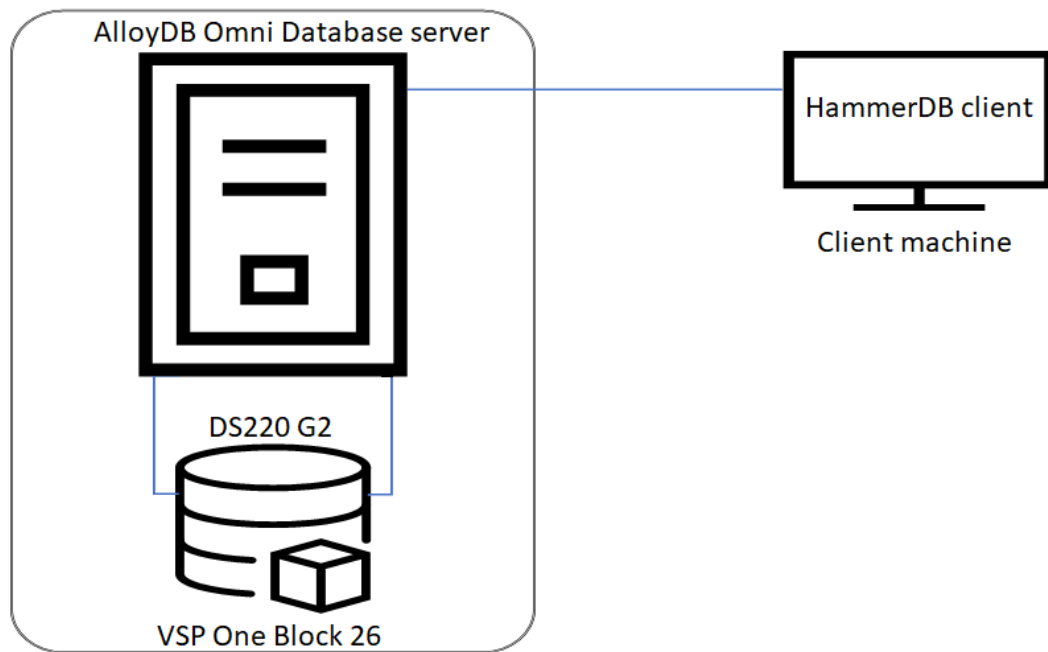 AlloyDB Omni Database server
HammerDB client
Client machine
DS220 G2
VSP One Block 26